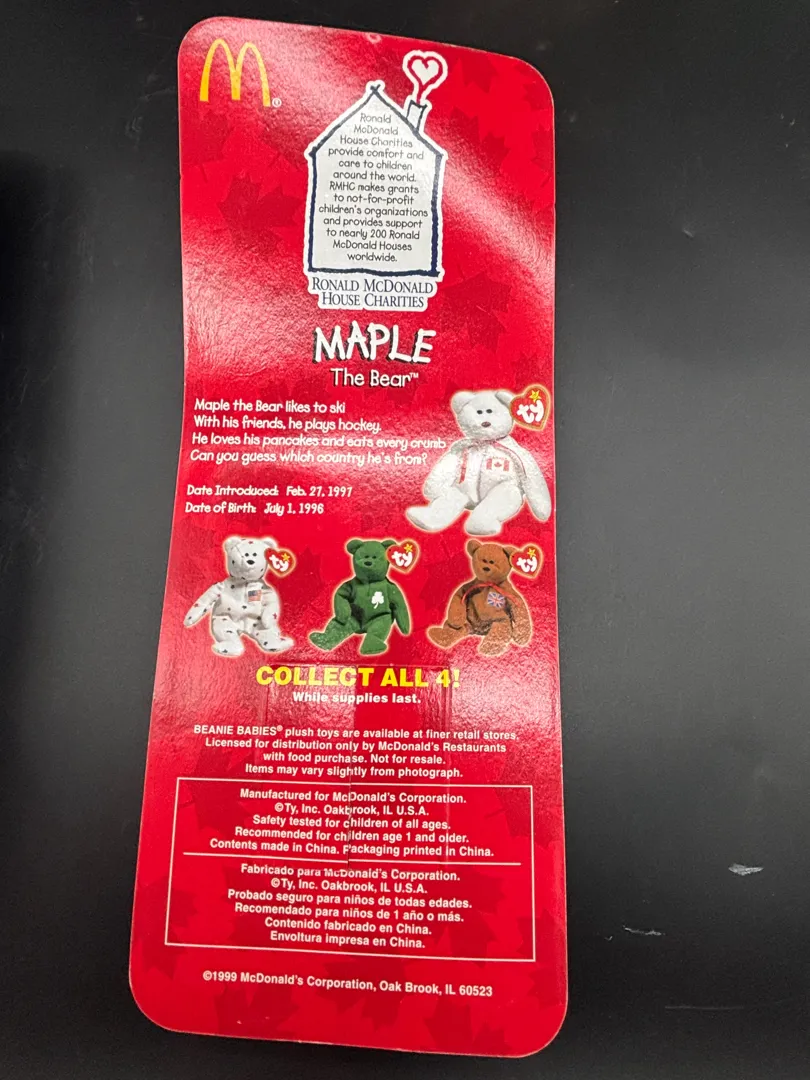 Ronald
McDonald
House Charities
provide comfort and
care to children
around the world.
RMHC makes grants
to not-for-profit
children's organizations
and provides support
to nearly 200 Ronald
McDonald Houses
worldwide.
RONALD MCDONALD
HOUSE CHARITIES
MAPLE
The Bear™
Maple the Bear likes to ski
With his friends, he plays hockey.
He loves his pancakes and eats every crumb
Can you guess which country he's from?
ty
Date Introduced: Feb. 27, 1997
Date of Birth: July 1, 1996
ty
ty
ty
COLLECT ALL 4!
While supplies last.
BEANIE BABIES® plush toys are available at finer retail stores.
Licensed for distribution only by McDonald's Restaurants
with food purchase. Not for resale.
Items may vary slightly from photograph.
Manufactured for McDonald's Corporation.
©Ty, Inc. Oakbrook, IL U.S.A.
Safety tested for children of all ages.
Recommended for children age 1 and older.
Contents made in China. Packaging printed in China.
Fabricado para McDonald's Corporation.
©Ty, Inc. Oakbrook, IL U.S.A.
Probado seguro para niños de todas edades.
Recomendado para niños de 1 año o más.
Contenido fabricado en China.
Envoltura impresa en China.
©1999 McDonald's Corporation, Oak Brook, IL 60523